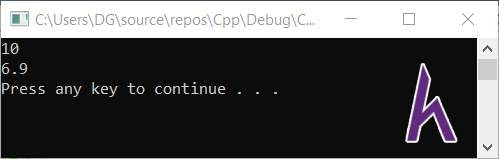 C:\Users\DG\source\repos\Cpp\Debug\C...
10
6.9
Press any key to continue . . .